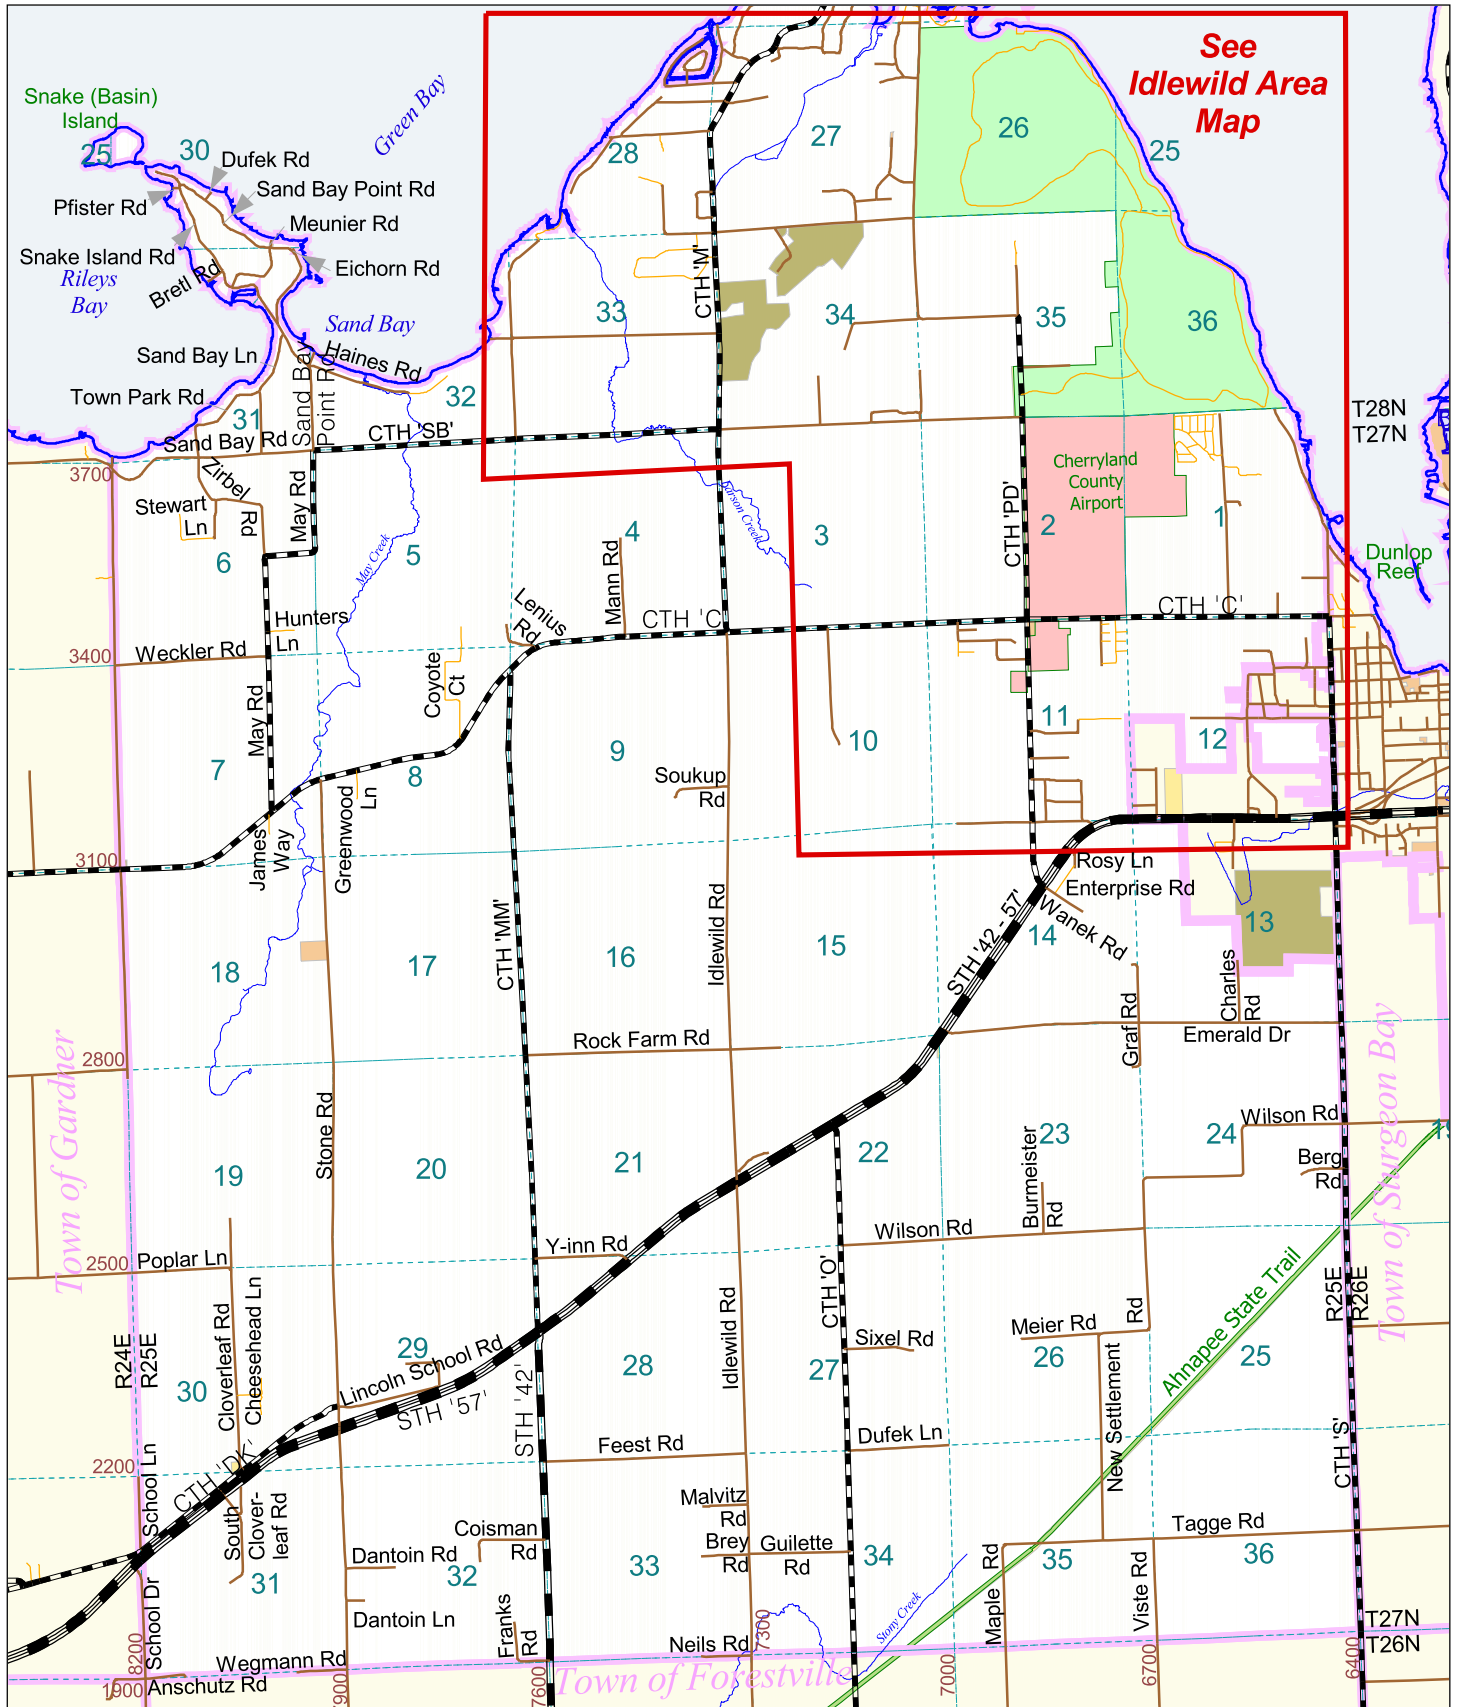 See
Idlewild Area
Map
Snake (Basin)
Island
25
30
Green Bay
Dufek Rd
Sand Bay Point Rd
Pfister Rd
Meunier Rd
Snake Island Rd
Eichorn Rd
Rileys
Bay
Bretl Rd
Sand Bay
Sand Bay Ln
Haines Rd
Town Park Rd
Sand Bay
Point Rd
31
32
Sand Bay Rd
CTH 'SB'
28
27
26
25
CTH 'M'
33
34
35
36
T28N
T27N
3700
Zirbel
Rd
Stewart
Ln
May Rd
6
5
May Creek
4
Mann Rd
Larson Creek
3
CTH 'PD'
2
Cherryland
County
Airport
1
Dunlop
Reef
Hunters
Ln
Lenius
Rd
CTH 'C'
CTH 'C'
3400
Weckler Rd
Coyote
Ct
May Rd
7
8
9
10
11
12
Soukup
Rd
Greenwood
Ln
James
Way
3100
Rosy Ln
Enterprise Rd
Wanek Rd
CTH 'MM'
Idlewild Rd
STH '42 - 57'
18
17
16
15
14
13
Charles
Rd
Graf Rd
Emerald Dr
Rock Farm Rd
2800
Town of Gardner
Town of Sturgeon Bay
Stone Rd
19
20
21
22
23
24
19
Wilson Rd
Burmeister
Rd
Berg
Rd
Wilson Rd
Y-inn Rd
2500
Poplar Ln
Cloverleaf Rd
Cheesehead Ln
CTH 'O'
Idlewild Rd
Ahnapee State Trail
R25E
R26E
R24E
R25E
Sixel Rd
Meier Rd
Rd
New Settlement
29
Lincoln School Rd
STH '57'
STH '42'
30
28
27
26
25
Feest Rd
Dufek Ln
CTH 'S'
2200
CTH 'DK'
School Ln
South
Clover-
leaf Rd
Malvitz
Rd
Brey
Rd
Guilette
Rd
Coisman
Rd
Tagge Rd
Dantoin Rd
31
32
33
34
35
36
Dantoin Ln
Franks
Rd
Stony Creek
Maple Rd
Viste Rd
School Dr
Neils Rd
Wegmann Rd
Anschutz Rd
Town of Forestville
T27N
T26N
1900
8200
7900
7600
7300
7000
6700
6400